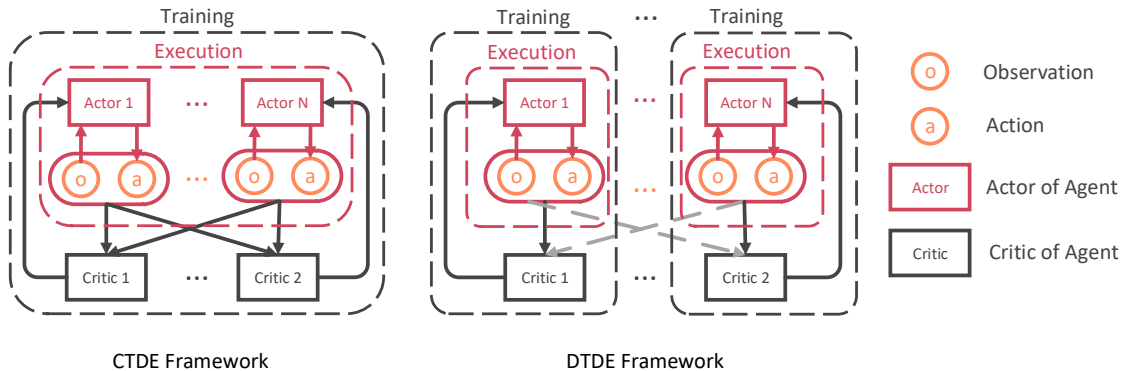 Training
Execution
Actor 1
...
Actor N
o
a
...
o
a
Critic 1
...
Critic 2
CTDE Framework
Training
...
Training
Execution
Execution
Actor 1
...
Actor N
o
a
...
o
a
Critic 1
...
Critic 2
DTDE Framework
o Observation
a Action
Actor Actor of Agent
Critic Critic of Agent